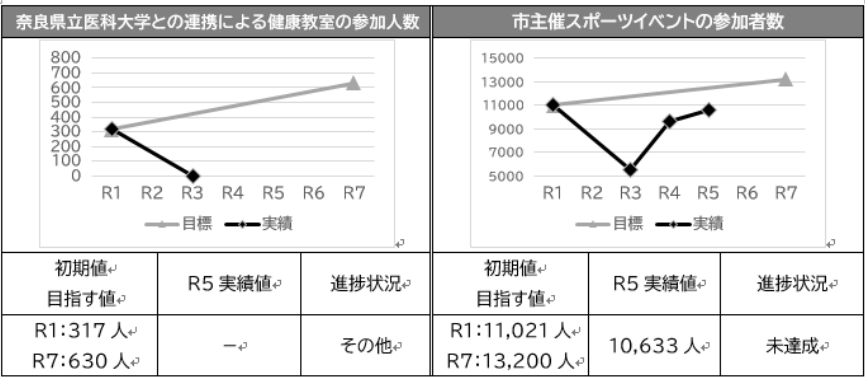 奈良県立医科大学との連携による健康教室の参加人数
800
700
600
500
400
300
200
100
0
R1 R2 R3 R4 R5 R6 R7
目標 実績
初期値
目指す値
R5 実績値
進捗状況
R1:317 人
R7:630 人
－
その他
市主催スポーツイベントの参加者数
15000
13000
11000
9000
7000
5000
R1 R2 R3 R4 R5 R6 R7
目標 実績
初期値
目指す値
R5 実績値
進捗状況
R1:11,021 人
R7:13,200 人
10,633 人
未達成